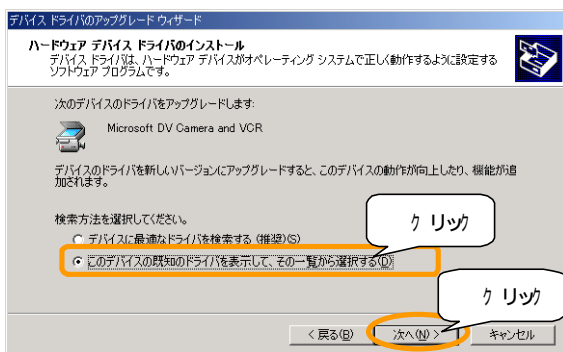 デバイス ドライバのアップグレード ウィザード
ハードウェア デバイス ドライバのインストール
デバイス ドライバは、ハードウェア デバイスがオペレーティング システムで正しく動作するように設定する
ソフトウェア プログラムです。
次のデバイスのドライバをアップグレードします:
Microsoft DV Camera and VCR
デバイスのドライバを新しいバージョンにアップグレードすると、このデバイスの動作が向上したり、機能が追
加されます。
検索方法を選択してください。
クリック
デバイスに最適なドライバを検索する (推奨)(S)
このデバイスの既知のドライバを表示して、その一覧から選択する(D)
クリック
< 戻る(B)
次へ(N) >
キャンセル